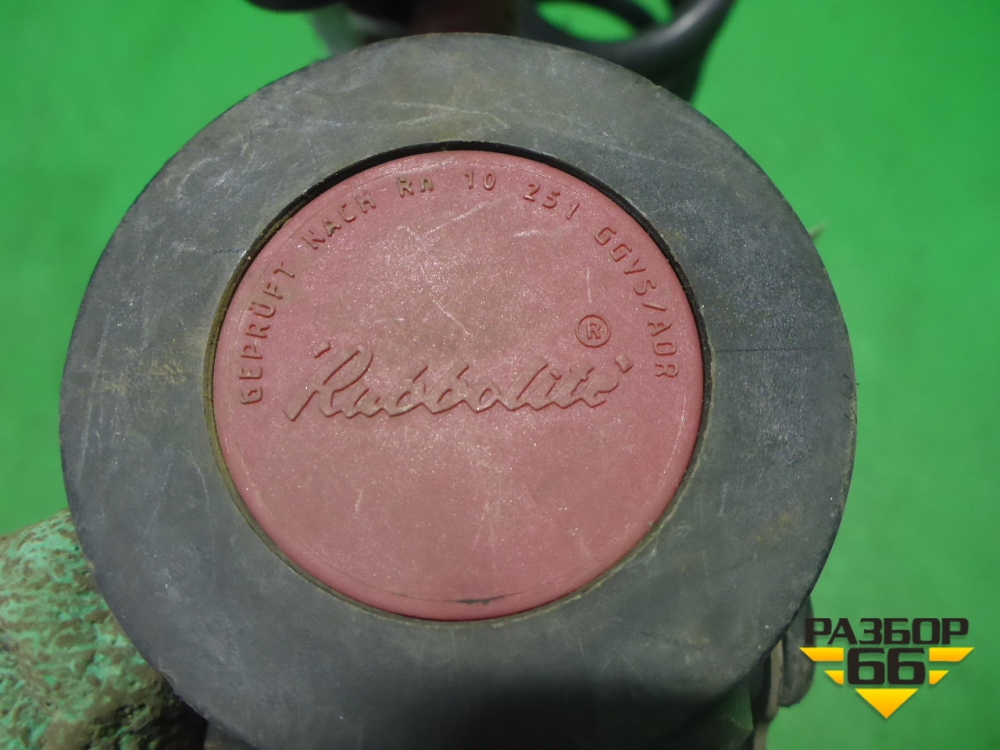 GEPRÜFT NACH Rn 10 251 GGVS/ADR
®
Rubbolite
РАЗБОР
66